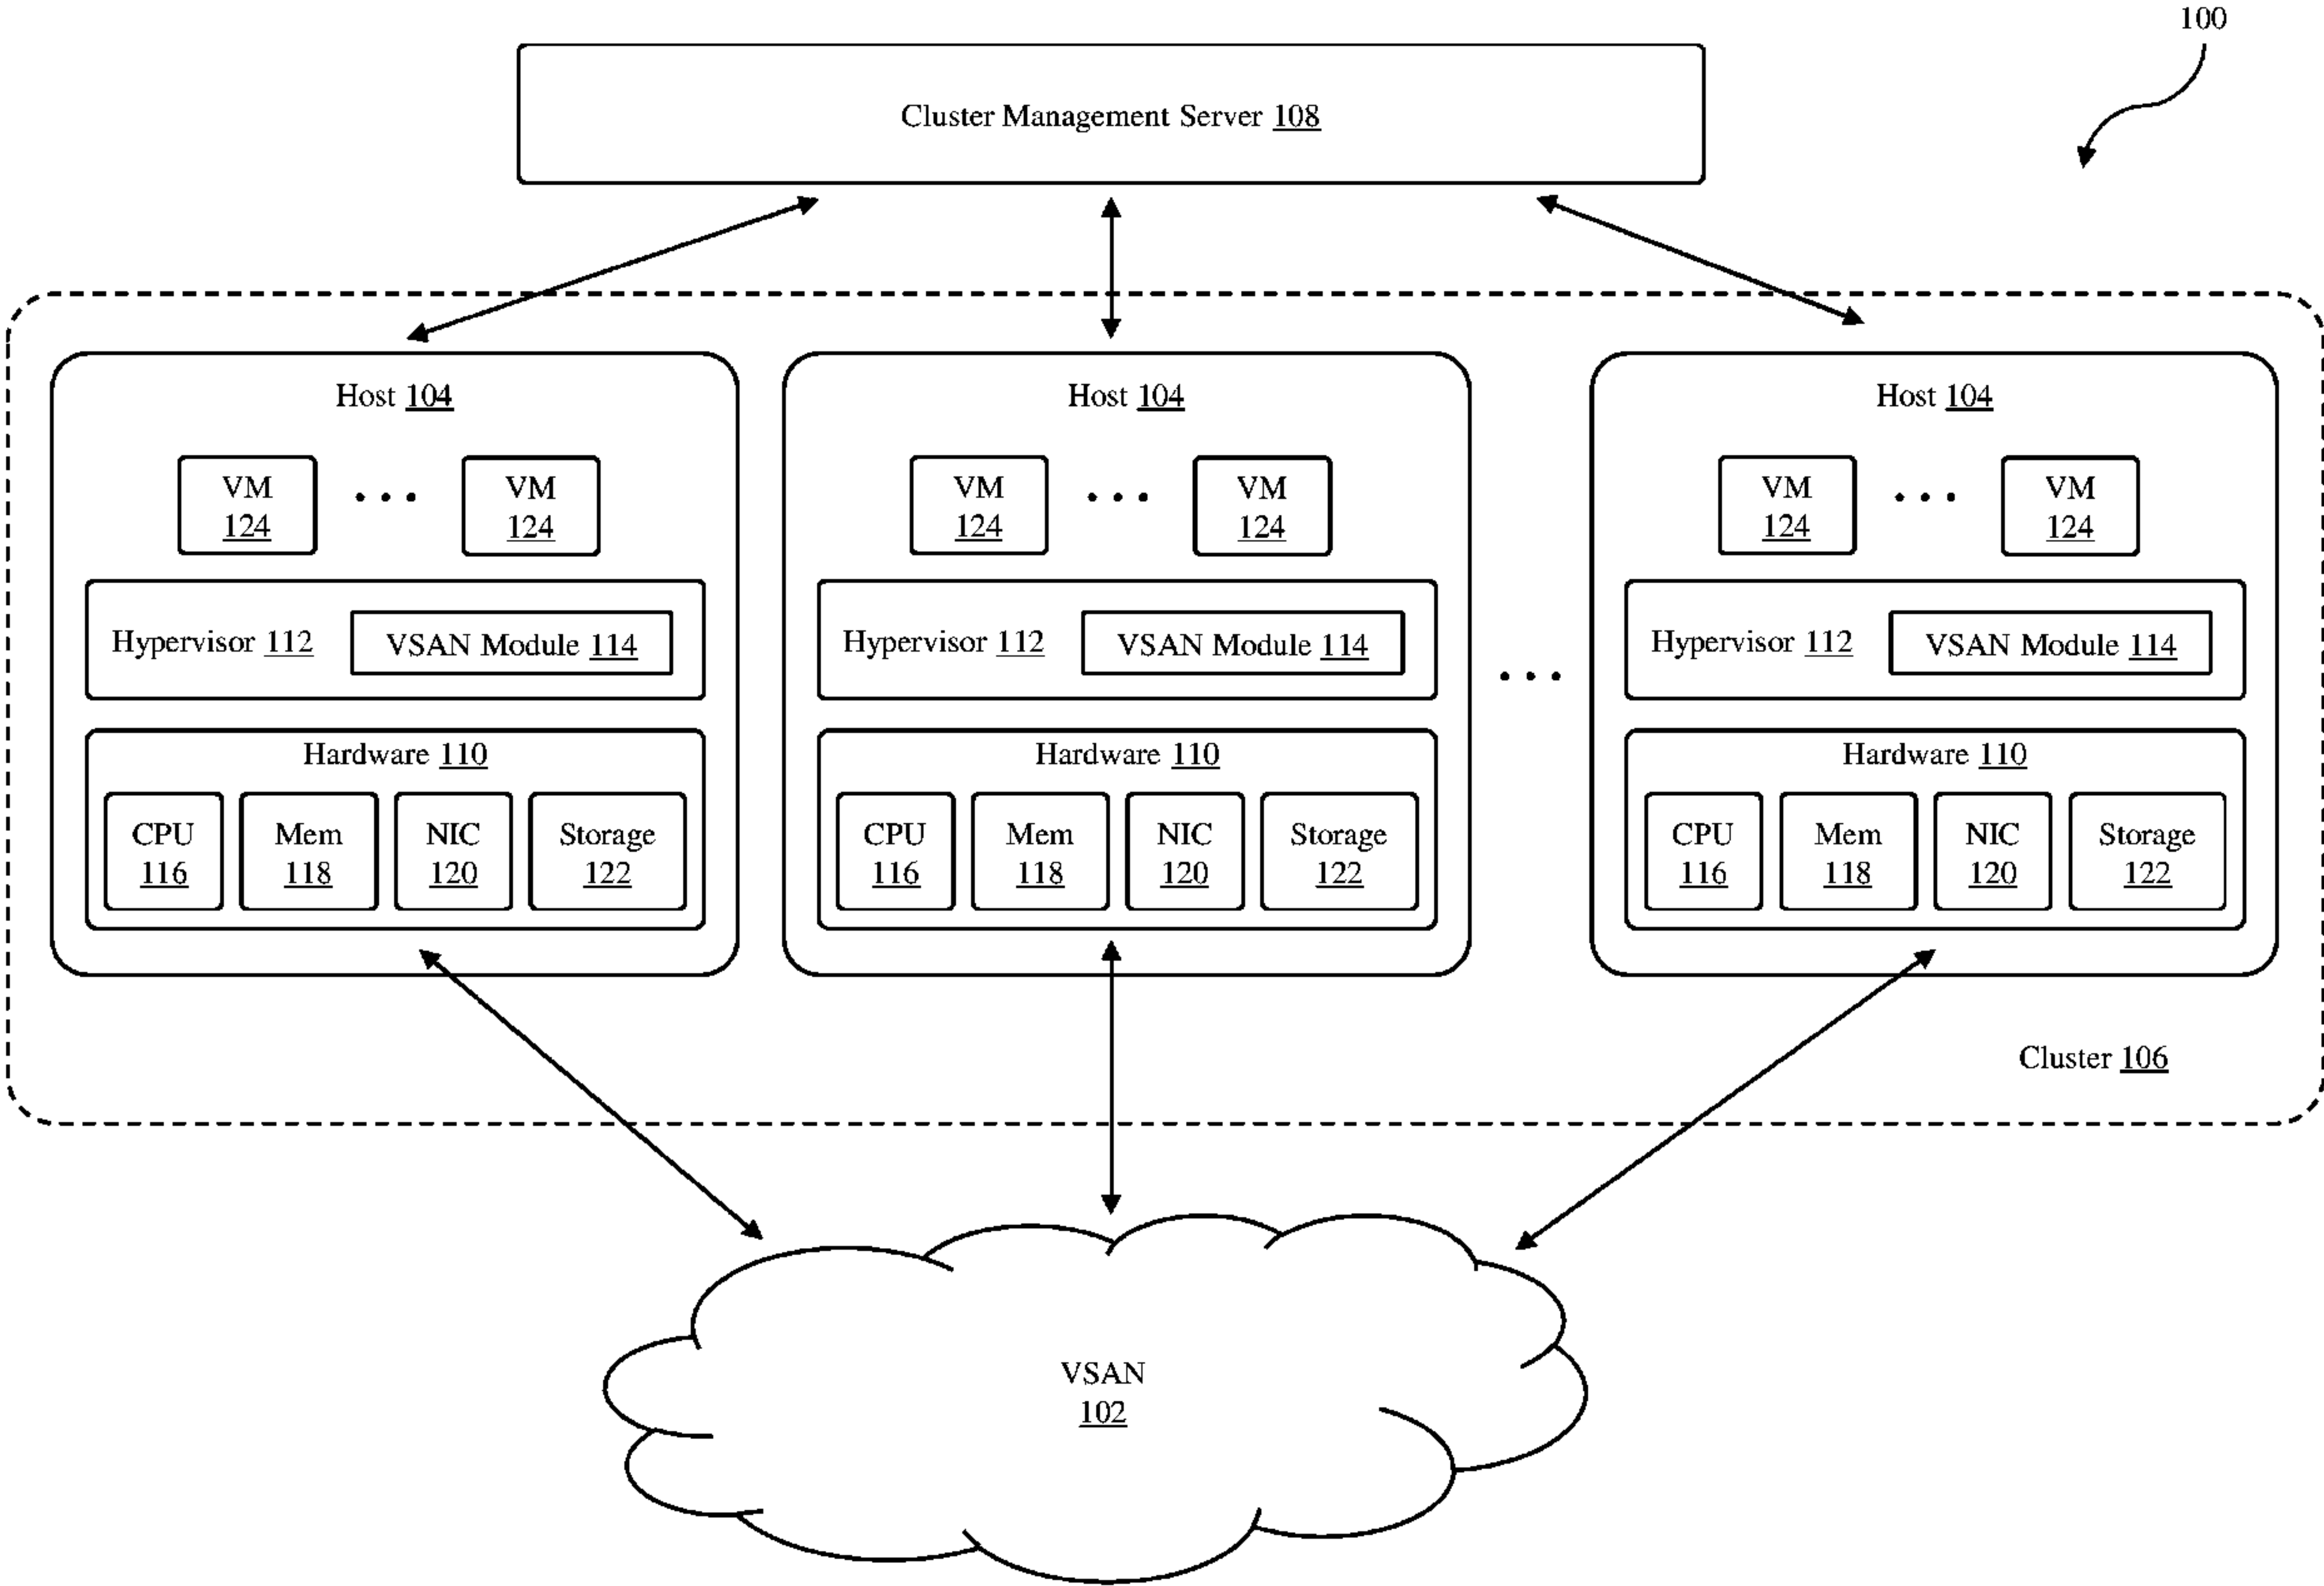 100
Cluster Management Server 108
Host 104
VM
124
• • •
VM
124
Hypervisor 112
VSAN Module 114
Hardware 110
CPU
116
Mem
118
NIC
120
Storage
122
Host 104
VM
124
• • •
VM
124
Hypervisor 112
VSAN Module 114
Hardware 110
CPU
116
Mem
118
NIC
120
Storage
122
• • •
Host 104
VM
124
• • •
VM
124
Hypervisor 112
VSAN Module 114
Hardware 110
CPU
116
Mem
118
NIC
120
Storage
122
Cluster 106
VSAN
102